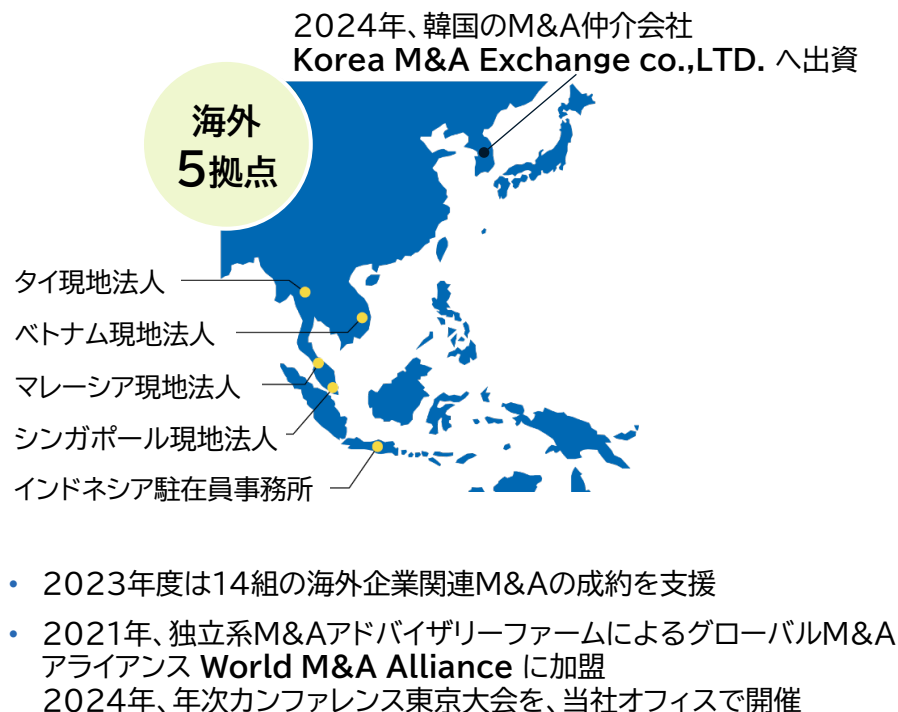 2024年、韓国のM&A仲介会社
Korea M&A Exchange co.,LTD. へ出資
海外
5拠点
タイ現地法人
ベトナム現地法人
マレーシア現地法人
シンガポール現地法人
インドネシア駐在員事務所
• 2023年度は14組の海外企業関連M&Aの成約を支援
• 2021年、独立系M&AアドバイザリーファームによるグローバルM&A
アライアンス World M&A Alliance に加盟
2024年、年次カンファレンス東京大会を、当社オフィスで開催